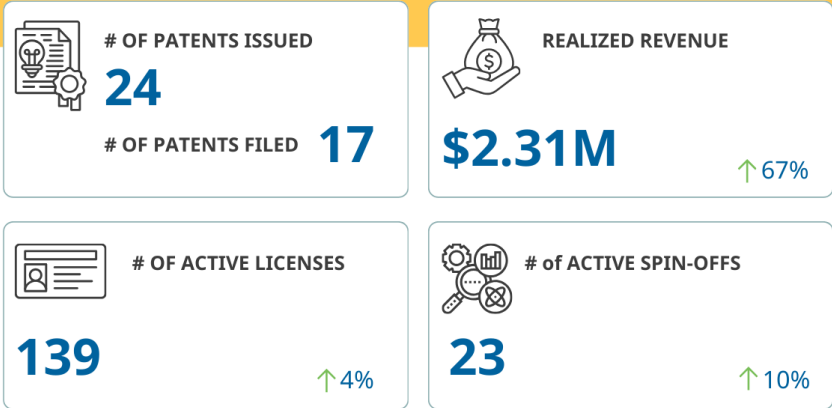 # OF PATENTS ISSUED
24
# OF PATENTS FILED 17
REALIZED REVENUE
$
$2.31M
↑67%
# OF ACTIVE LICENSES
139
↑4%
# of ACTIVE SPIN-OFFS
23
↑10%